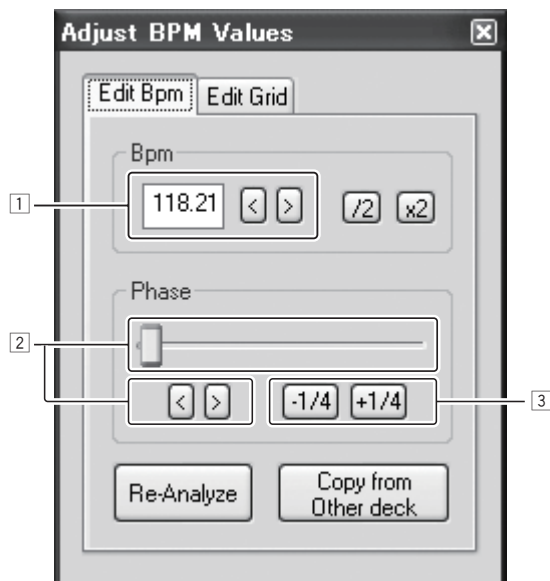 Adjust BPM Values
Edit Bpm Edit Grid
Bpm
1 118.21 < > /2 x2
Phase
2
< > -1/4 +1/4 3
Re-Analyze Copy from
Other deck